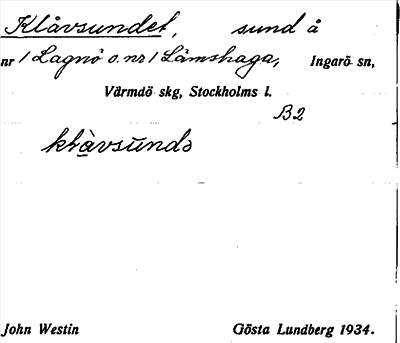 Klåvsundet, sund å
nr 1 Lagnö o. nr 1 Lämshaga, Ingarö sn,
Värmdö skg, Stockholms l.
B2
klàvsūndə
John Westin Gösta Lundberg 1934.